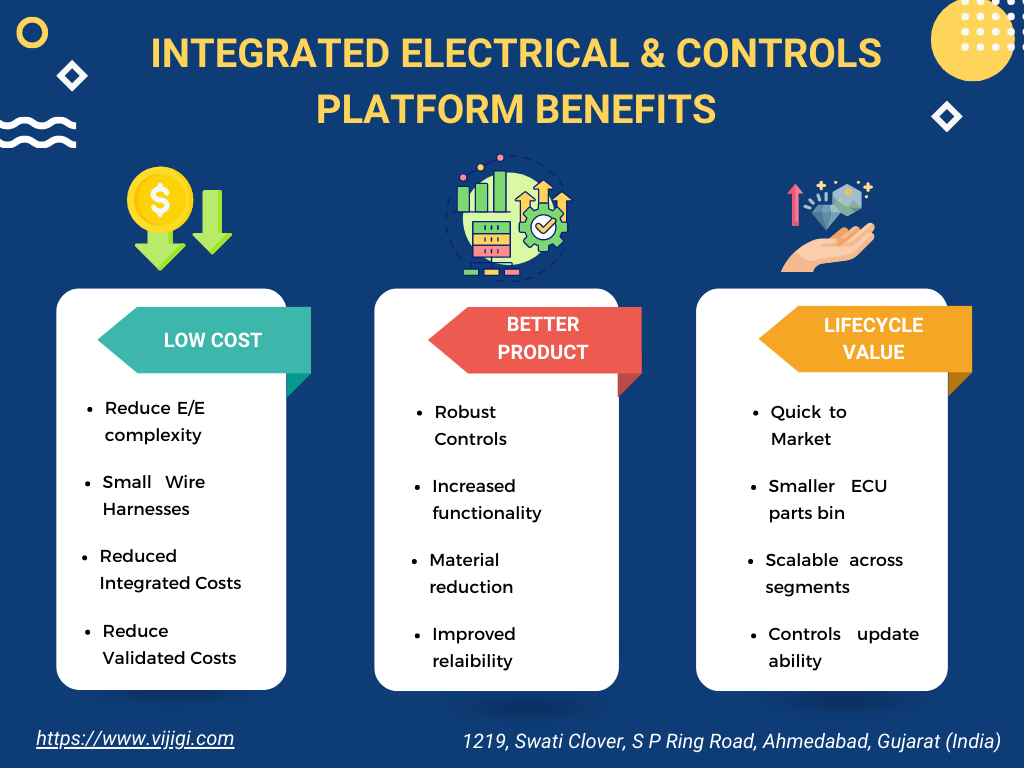 INTEGRATED ELECTRICAL & CONTROLS
PLATFORM BENEFITS
$
LOW COST
• Reduce E/E
complexity
• Small Wire
Harnesses
• Reduced
Integrated Costs
• Reduce
Validated Costs
BETTER
PRODUCT
• Robust
Controls
• Increased
functionality
• Material
reduction
• Improved
relaibility
LIFECYCLE
VALUE
• Quick to
Market
• Smaller ECU
parts bin
• Scalable across
segments
• Controls update
ability
https://www.vijigi.com
1219, Swati Clover, S P Ring Road, Ahmedabad, Gujarat (India)